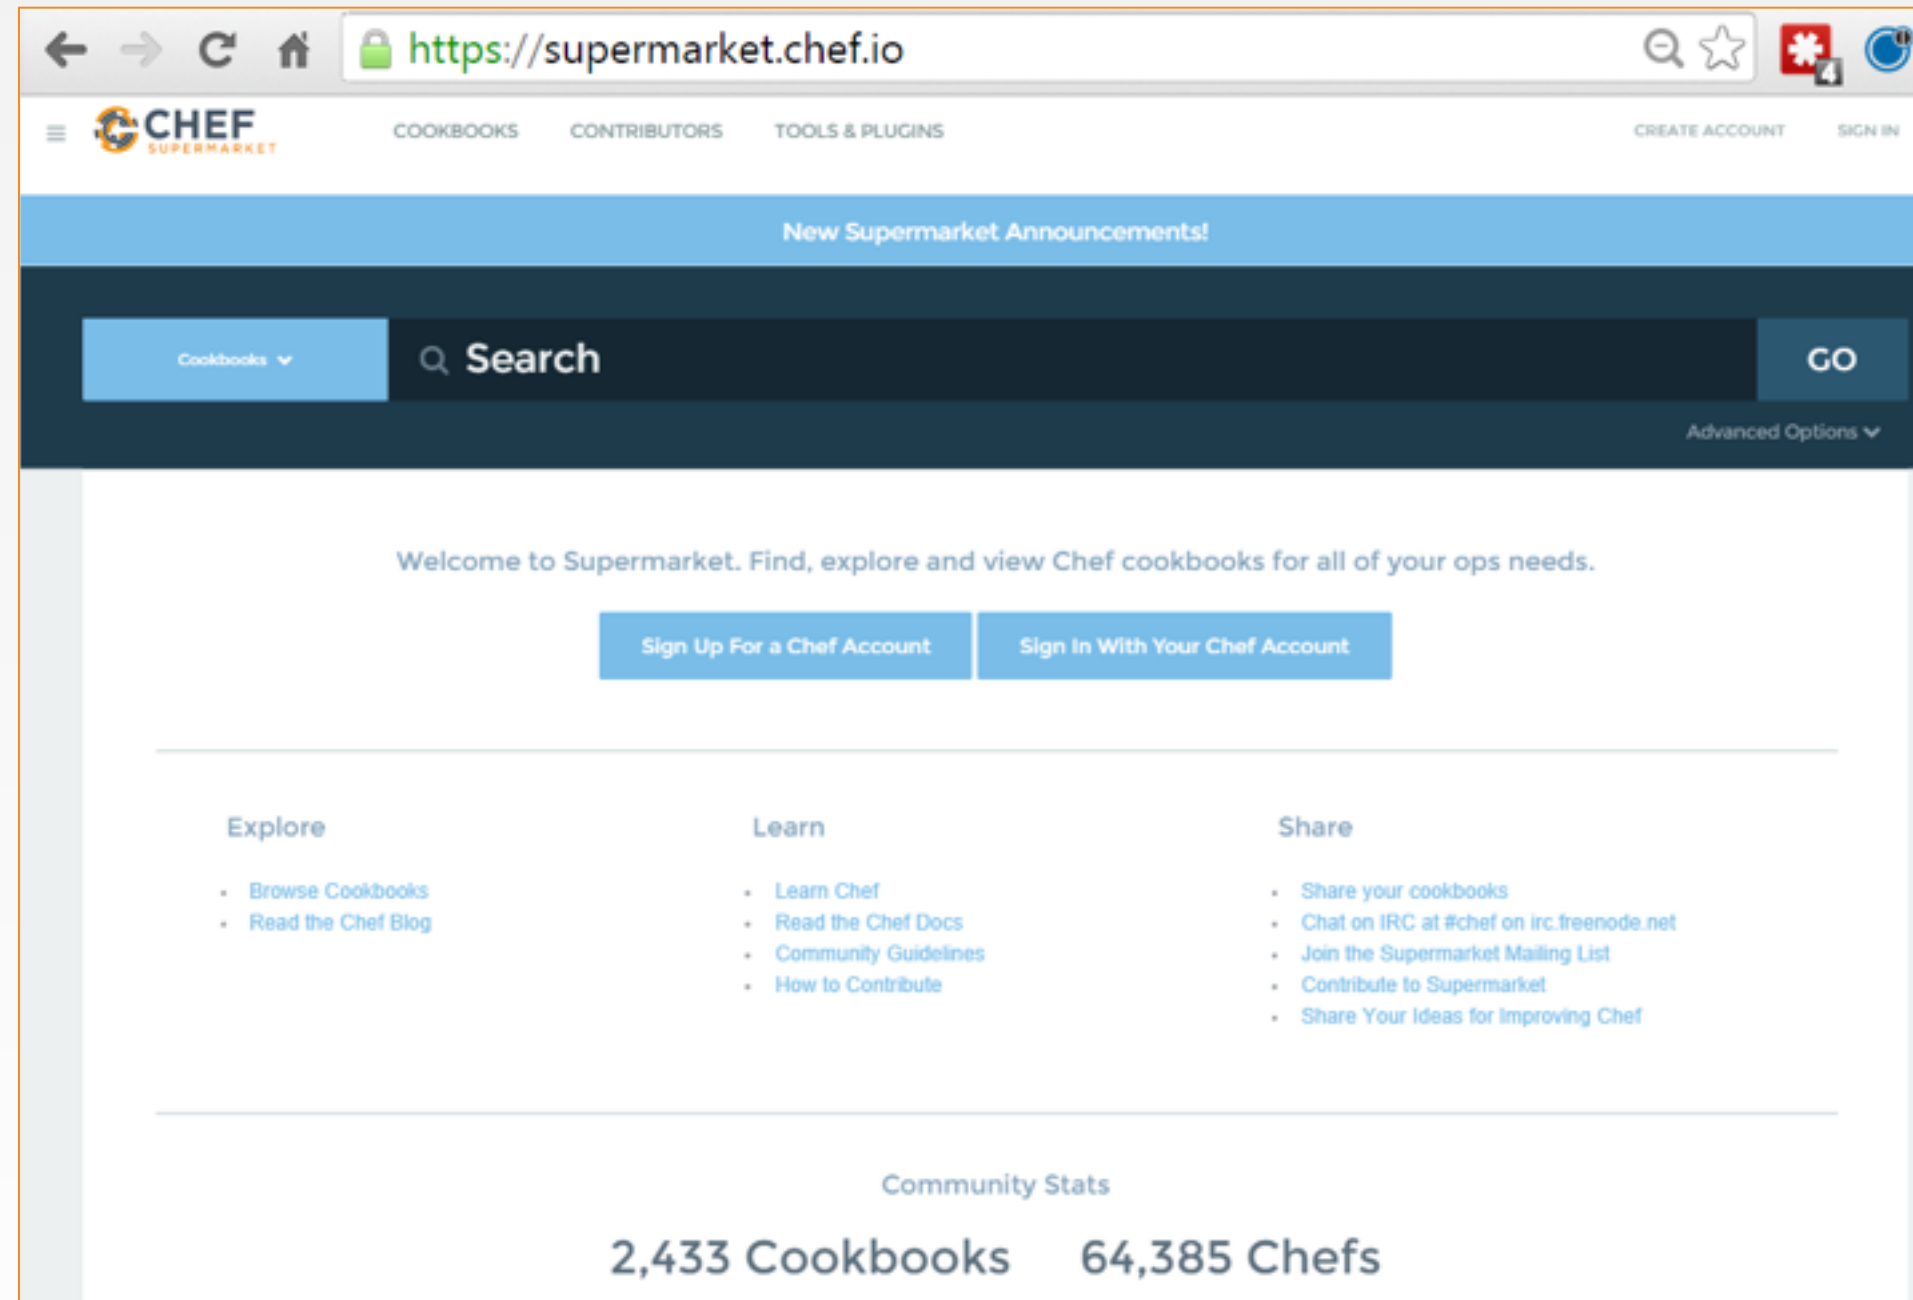 https://supermarket.chef.io
4
CHEF
SUPERMARKET
COOKBOOKS CONTRIBUTORS TOOLS & PLUGINS CREATE ACCOUNT SIGN IN
New Supermarket Announcements!
Cookbooks Search GO
Advanced Options
Welcome to Supermarket. Find, explore and view Chef cookbooks for all of your ops needs.
Sign Up For a Chef Account Sign In With Your Chef Account
Explore
Browse Cookbooks
Read the Chef Blog
Learn
Learn Chef
Read the Chef Docs
Community Guidelines
How to Contribute
Share
Share your cookbooks
Chat on IRC at #chef on irc.freenode.net
Join the Supermarket Mailing List
Contribute to Supermarket
Share Your Ideas for Improving Chef
Community Stats
2,433 Cookbooks 64,385 Chefs